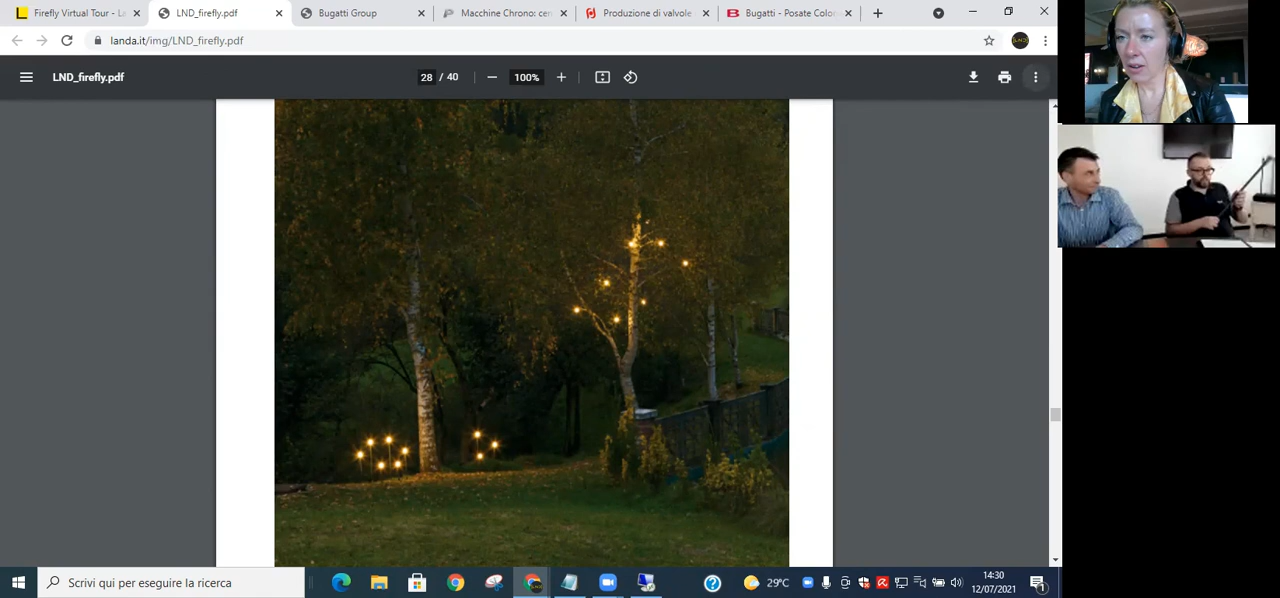 Firefly Virtual Tour - La
LND_firefly.pdf
Bugatti Group
Macchine Chrono: cen
Produzione di valvole
Bugatti - Posate Color
landa.it/img/LND_firefly.pdf
LND_firefly.pdf
28 / 40
100%
Scrivi qui per eseguire la ricerca
29°C
14:30
12/07/2021